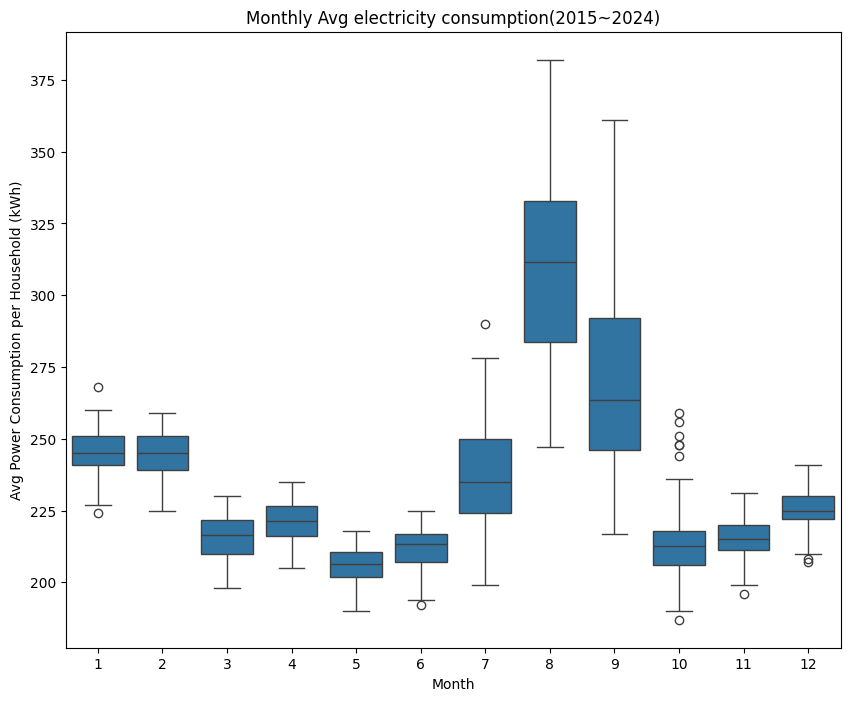 Monthly Avg electricity consumption(2015~2024)
Avg Power Consumption per Household (kWh)
375
350
325
300
275
250
225
200
1 2 3 4 5 6 7 8 9 10 11 12
Month